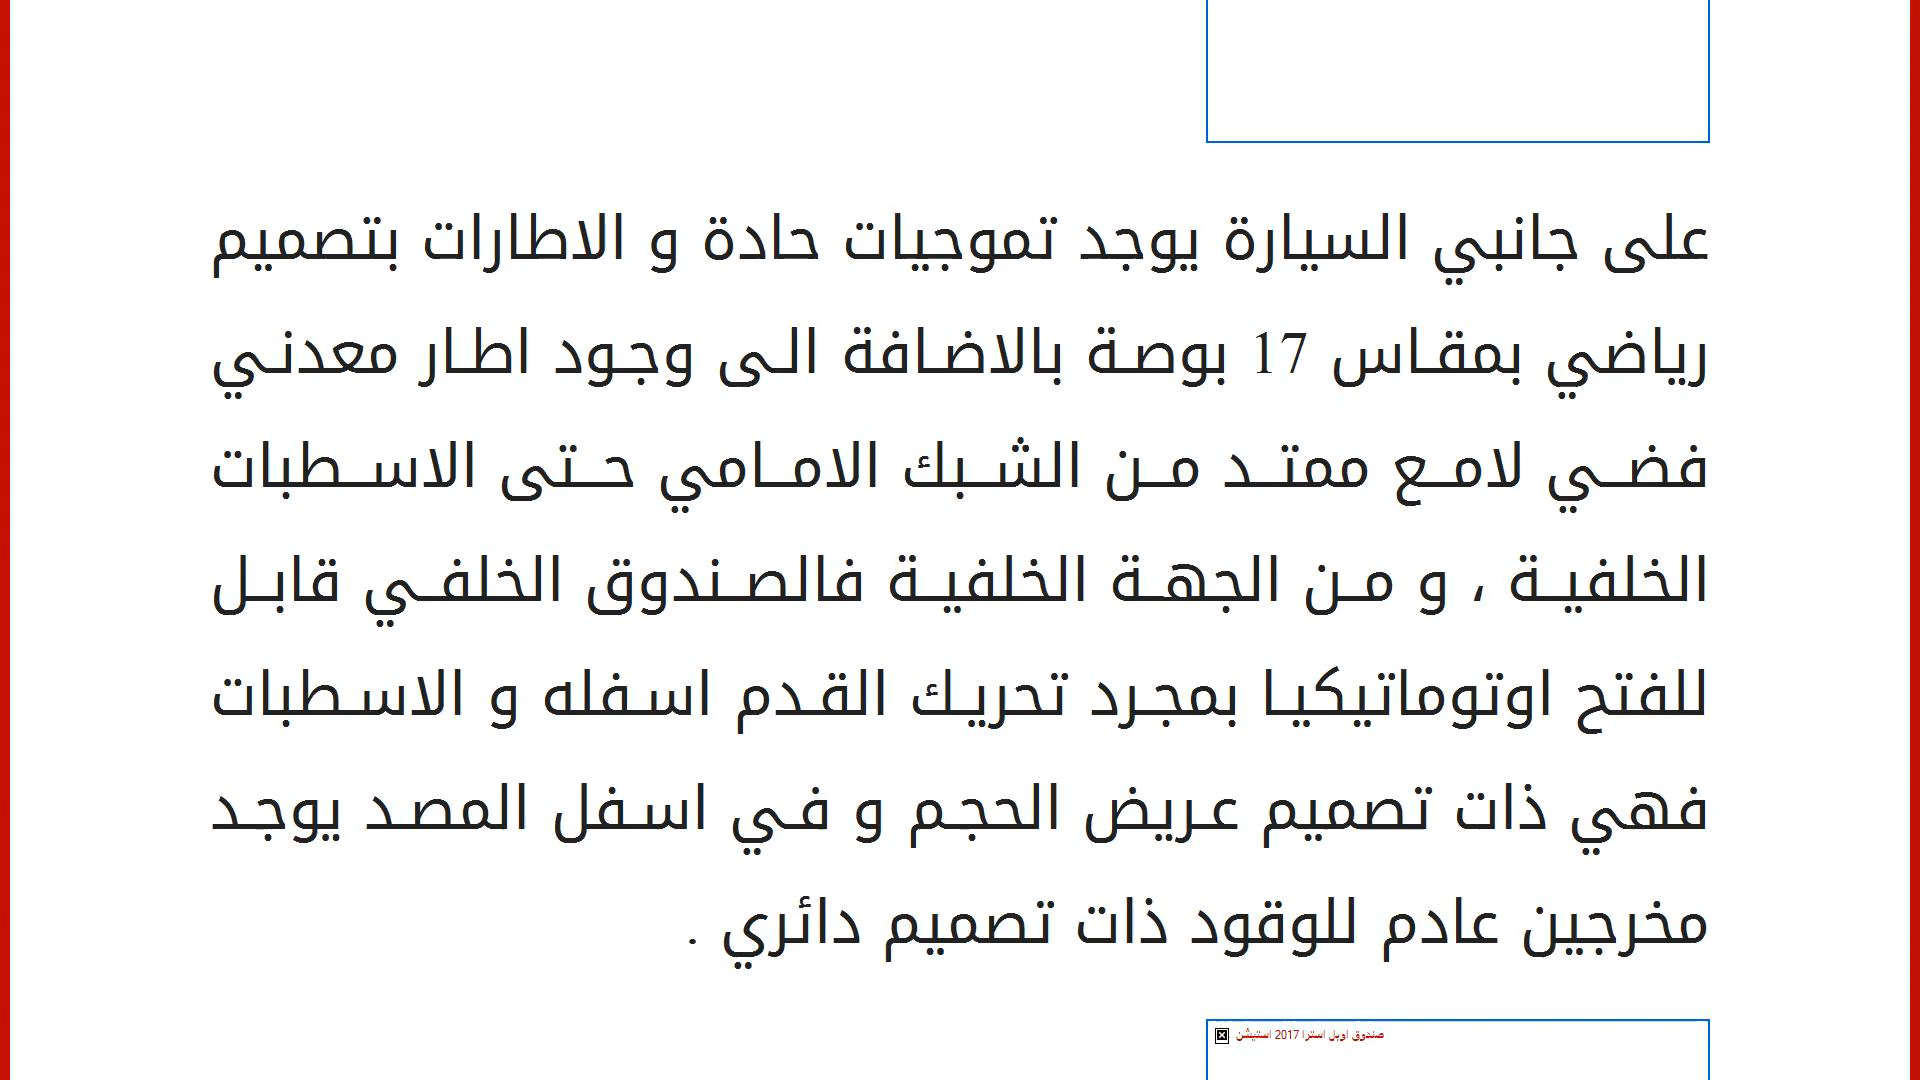 على جانبي السيارة يوجد تموجيات حادة و الاطارات بتصميم
رياضي بمقاس 17 بوصة بالاضافة الى وجود اطار معدني
فضي لامع ممتد من الشبك الامامي حتى الاسطبات
الخلفية ، و من الجهة الخلفية فالصندوق الخلفي قابل
للفتح اوتوماتيكيا بمجرد تحريك القدم اسفله و الاسطبات
فهي ذات تصميم عريض الحجم و في اسفل المصد يوجد
مخرجين عادم للوقود ذات تصميم دائري .
صندوق اوبل استرا 2017 استيشن